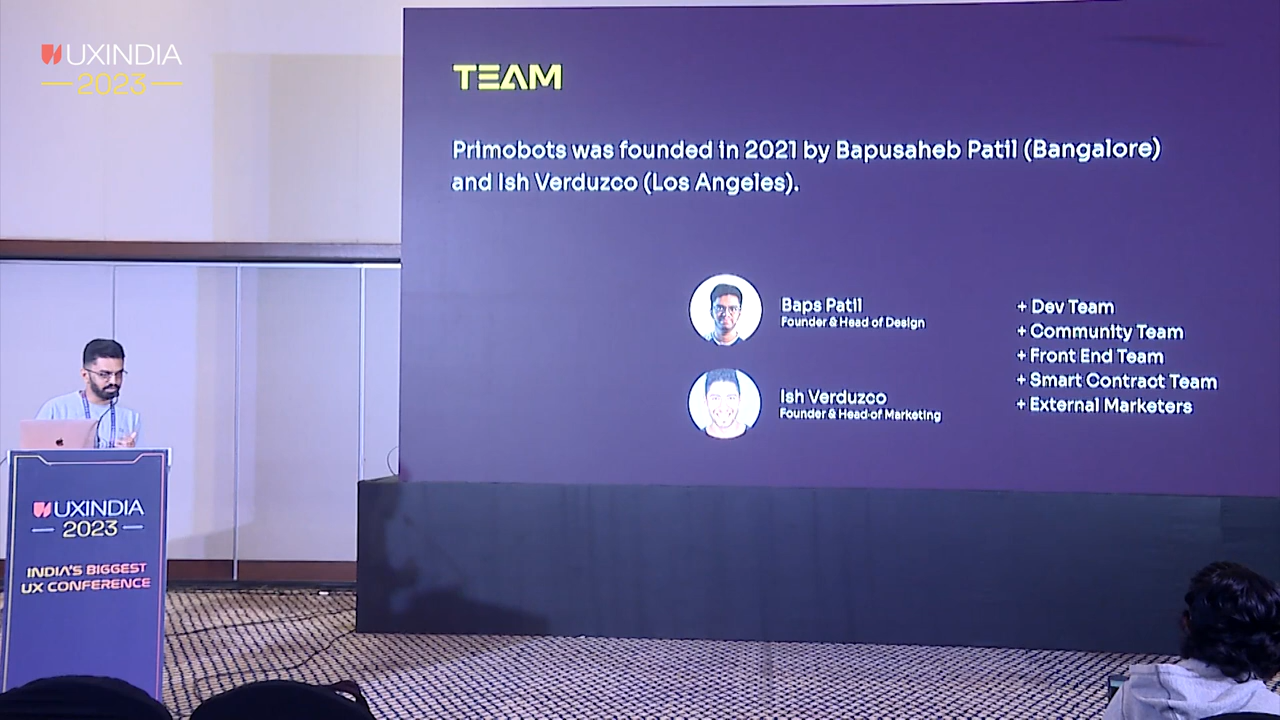 UXINDIA
2023
TEAM
Primobots was founded in 2021 by Bapusaheb Patil (Bangalore)
and Ish Verduzco (Los Angeles).
Baps Patil
Founder & Head of Design
Ish Verduzco
Founder & Head of Marketing
+ Dev Team
+ Community Team
+ Front End Team
+ Smart Contract Team
+ External Marketers
UXINDIA
2023
INDIA'S BIGGEST
UX CONFERENCE